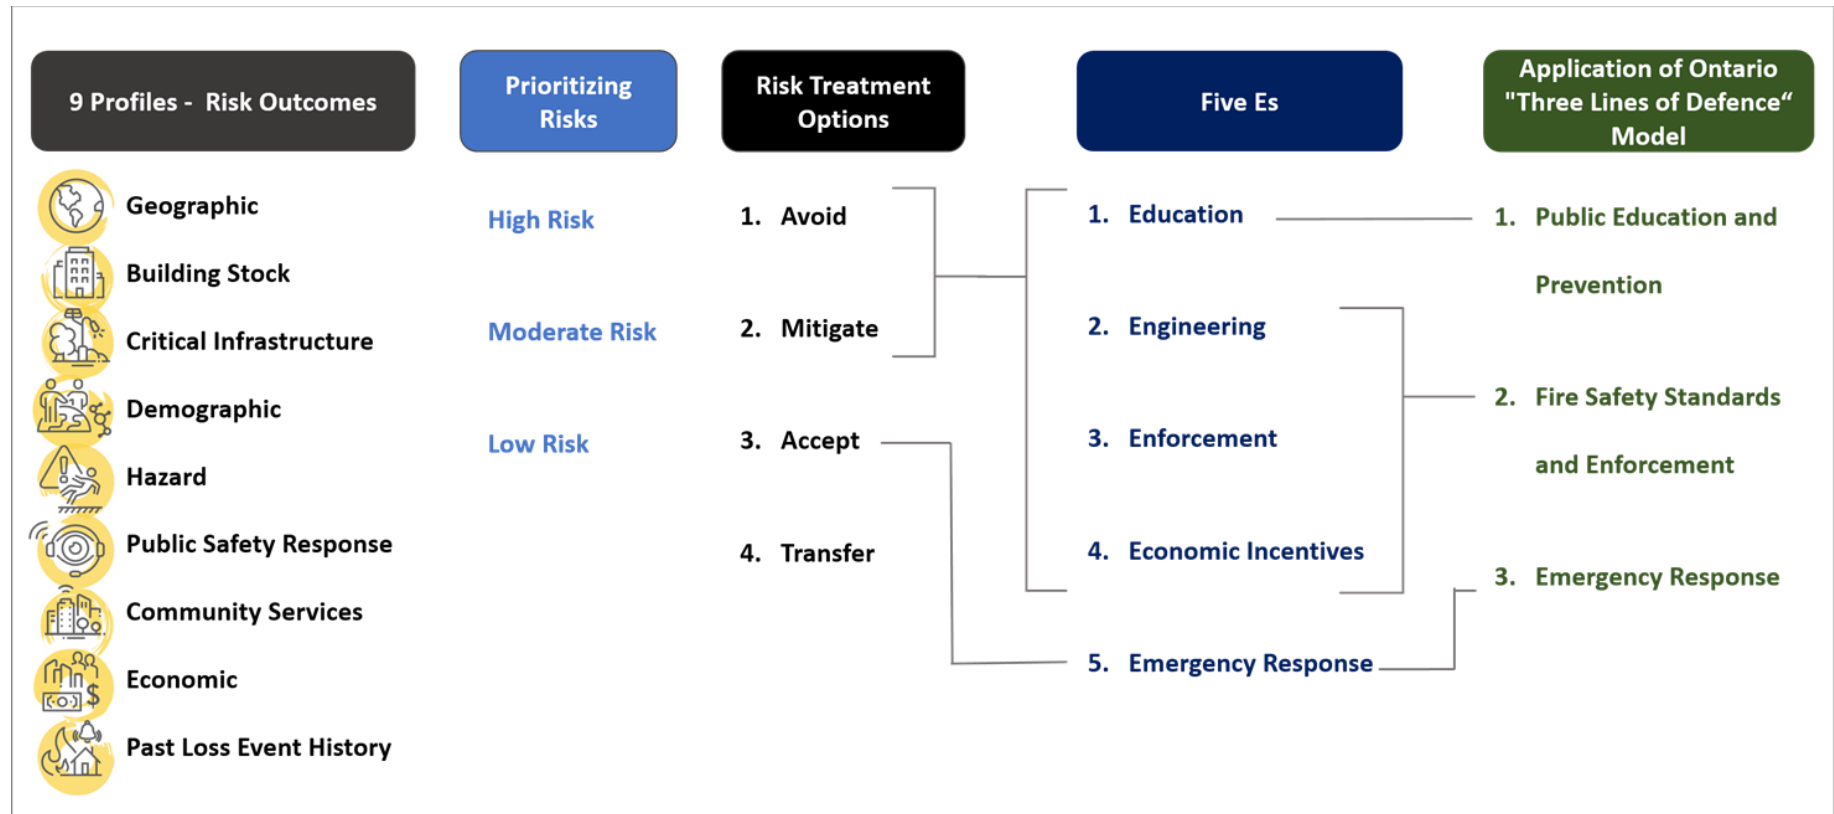 9 Profiles - Risk Outcomes
Geographic
Building Stock
Critical Infrastructure
Demographic
Hazard
Public Safety Response
Community Services
Economic
Past Loss Event History
Prioritizing
Risks
High Risk
Moderate Risk
Low Risk
Risk Treatment
Options
1. Avoid
2. Mitigate
3. Accept
4. Transfer
Five Es
1. Education
2. Engineering
3. Enforcement
4. Economic Incentives
5. Emergency Response
Application of Ontario
"Three Lines of Defence“
Model
1. Public Education and
Prevention
2. Fire Safety Standards
and Enforcement
3. Emergency Response